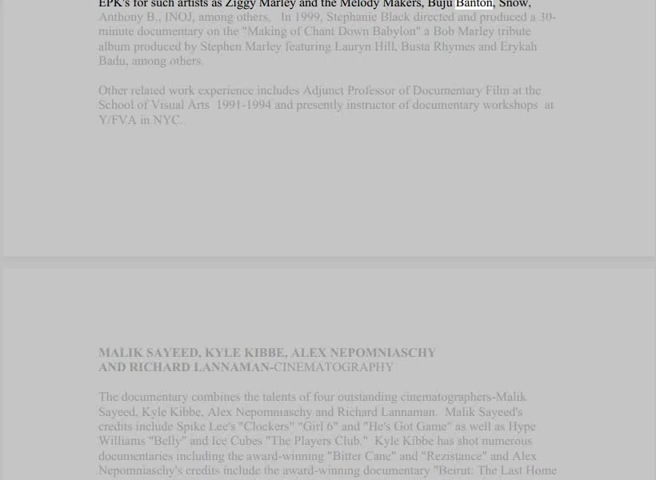 EPK's for such artists as Ziggy Marley and the Melody Makers, Buju Banton, Snow,
Anthony B., INOJ, among others.  In 1999, Stephanie Black directed and produced a 30-
minute documentary on the "Making of Chant Down Babylon" a Bob Marley tribute
album produced by Stephen Marley featuring Lauryn Hill, Busta Rhymes and Erykah
Badu, among others.
Other related work experience includes Adjunct Professor of Documentary Film at the
School of Visual Arts  1991-1994 and presently instructor of documentary workshops  at
Y/FVA in NYC..
MALIK SAYEED, KYLE KIBBE, ALEX NEPOMNIASCHY
AND RICHARD LANNAMAN-CINEMATOGRAPHY
The documentary combines the talents of four outstanding cinematographers-Malik
Sayeed, Kyle Kibbe, Alex Nepomniaschy and Richard Lannaman.  Malik Sayeed's
credits include Spike Lee's "Clockers" "Girl 6" and "He's Got Game" as well as Hype
Williams "Belly" and Ice Cubes "The Players Club."  Kyle Kibbe has shot numerous
documentaries including the award-winning "Bitter Cane" and "Rezistance" and Alex
Nepomniaschy's credits include the award-winning documentary "Beirut: The Last Home